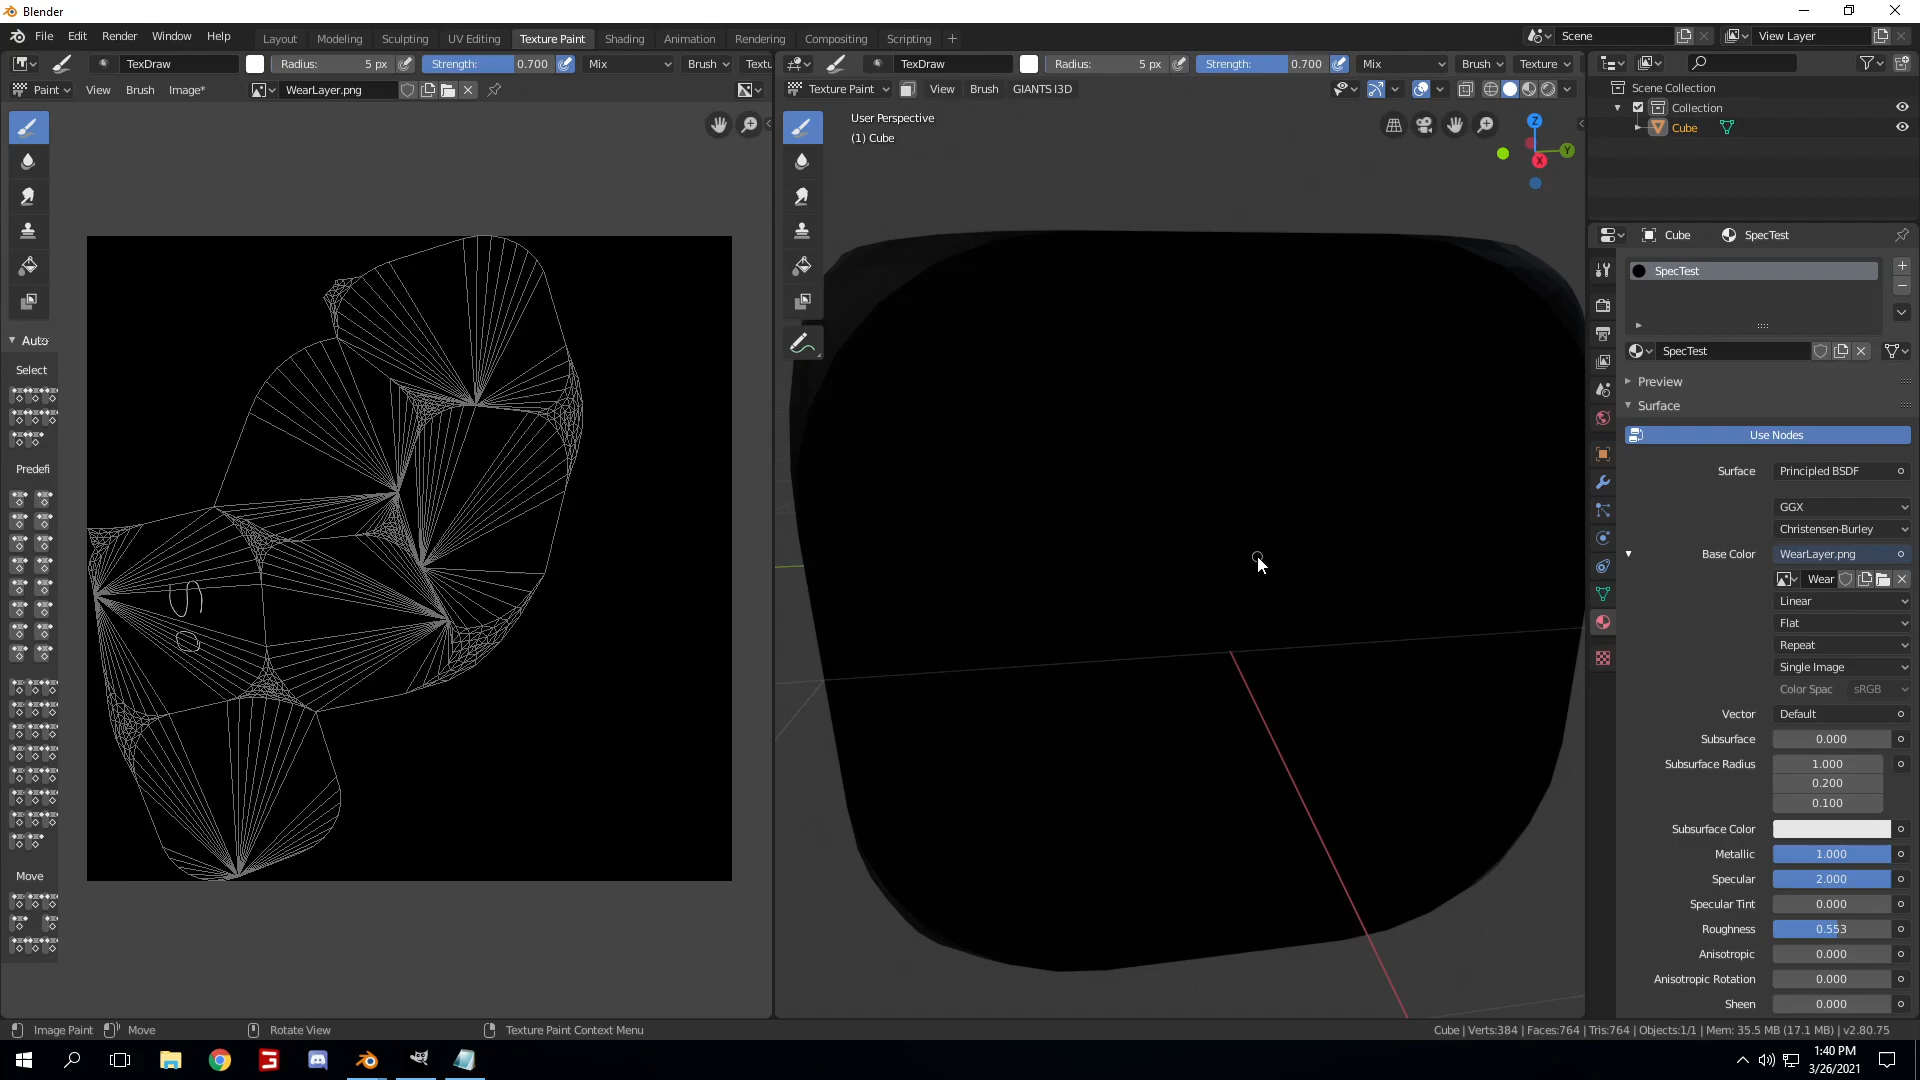 Blender
File Edit Render Window Help
Layout Modeling Sculpting UV Editing Texture Paint Shading Animation Rendering Compositing Scripting +
Scene
View Layer
TexDraw Radius: 5 px Strength: 0.700 Mix Brush Textu
TexDraw Radius: 5 px Strength: 0.700 Mix Brush Texture
Paint View Brush Image* WearLayer.png
Texture Paint View Brush GIANTS I3D
User Perspective
(1) Cube
Z
Y
X
Scene Collection
Collection
Cube
Auto
Select
Predefi
Move
Cube SpecTest
SpecTest
SpecTest
Preview
Surface
Use Nodes
Surface Principled BSDF
GGX
Christensen-Burley
Base Color WearLayer.png
Wear
Linear
Flat
Repeat
Single Image
Color Spac sRGB
Vector Default
Subsurface 0.000
Subsurface Radius 1.000
0.200
0.100
Subsurface Color
Metallic 1.000
Specular 2.000
Specular Tint 0.000
Roughness 0.553
Anisotropic 0.000
Anisotropic Rotation 0.000
Sheen 0.000
Image Paint Move Rotate View Texture Paint Context Menu
Cube | Verts:384 | Faces:764 | Tris:764 | Objects:1/1 | Mem: 35.5 MB (17.1 MB) | v2.80.75
1:40 PM
3/26/2021